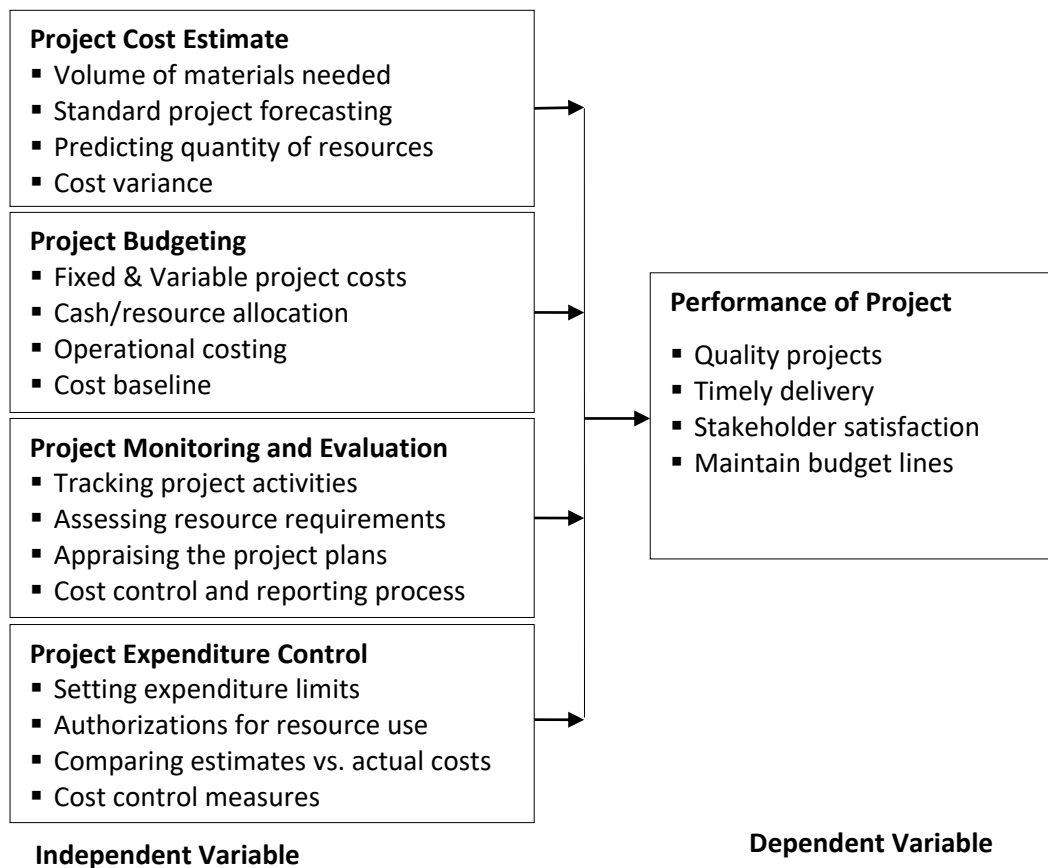 Project Cost Estimate
▪ Volume of materials needed
▪ Standard project forecasting
▪ Predicting quantity of resources
▪ Cost variance
Project Budgeting
▪ Fixed & Variable project costs
▪ Cash/resource allocation
▪ Operational costing
▪ Cost baseline
Project Monitoring and Evaluation
▪ Tracking project activities
▪ Assessing resource requirements
▪ Appraising the project plans
▪ Cost control and reporting process
Project Expenditure Control
▪ Setting expenditure limits
▪ Authorizations for resource use
▪ Comparing estimates vs. actual costs
▪ Cost control measures
Independent Variable
Performance of Project
▪ Quality projects
▪ Timely delivery
▪ Stakeholder satisfaction
▪ Maintain budget lines
Dependent Variable